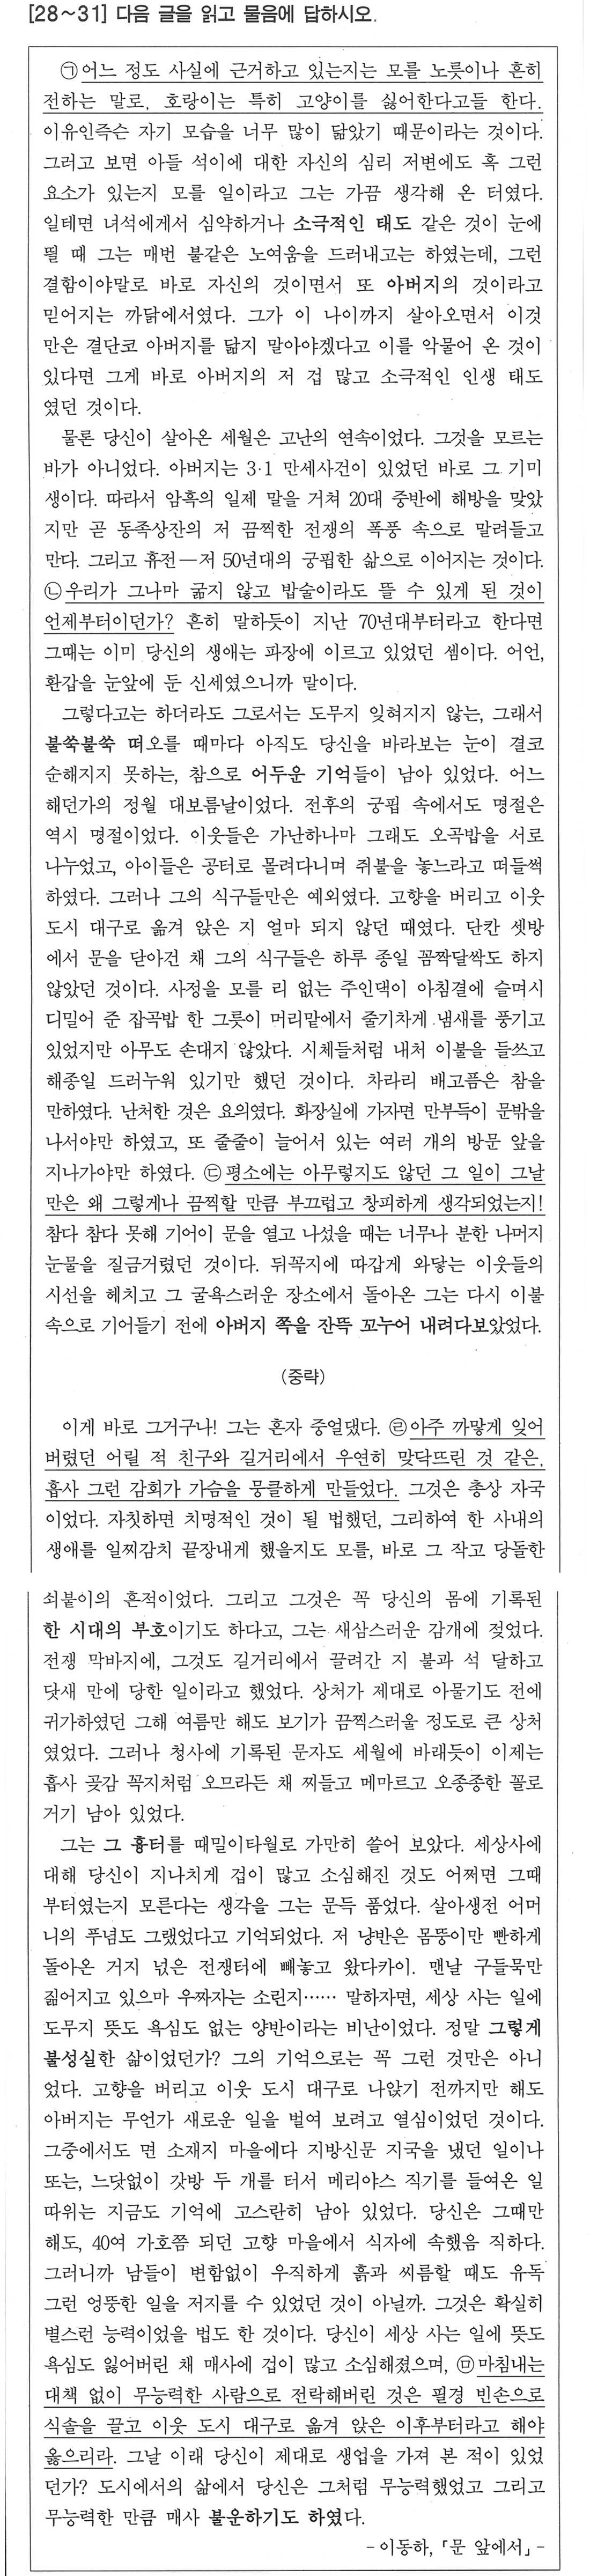 [28～31] 다음 글을 읽고 물음에 답하시오.
㉠어느 정도 사실에 근거하고 있는지는 모를 노릇이나 흔히
전하는 말로, 호랑이는 특히 고양이를 싫어한다고들 한다.
이유인즉슨 자기 모습을 너무 많이 닮았기 때문이라는 것이다.
그러고 보면 아들 석이에 대한 자신의 심리 저변에도 혹 그런
요소가 있는지 모를 일이라고 그는 가끔 생각해 온 터였다.
일테면 녀석에게서 심약하거나 소극적인 태도 같은 것이 눈에
띌 때 그는 매번 불같은 노여움을 드러내고는 하였는데, 그런
결함이야말로 바로 자신의 것이면서 또 아버지의 것이라고
믿어지는 까닭에서였다. 그가 이 나이까지 살아오면서 이것
만은 결단코 아버지를 닮지 말아야겠다고 이를 악물어 온 것이
있다면 그게 바로 아버지의 저 겁 많고 소극적인 인생 태도
였던 것이다.
물론 당신이 살아온 세월은 고난의 연속이었다. 그것을 모르는
바가 아니었다. 아버지는 3·1 만세사건이 있었던 바로 그 기미
생이다. 따라서 암흑의 일제 말을 거쳐 20대 중반에 해방을 맞았
지만 곧 동족상잔의 저 끔찍한 전쟁의 폭풍 속으로 말려들고
만다. 그리고 휴전－저 50년대의 궁핍한 삶으로 이어지는 것이다.
㉡우리가 그나마 굶지 않고 밥술이라도 뜰 수 있게 된 것이
언제부터이던가? 흔히 말하듯이 지난 70년대부터라고 한다면
그때는 이미 당신의 생애는 파장에 이르고 있었던 셈이다. 어언,
환갑을 눈앞에 둔 신세였으니까 말이다.
그렇다고는 하더라도 그로서는 도무지 잊혀지지 않는, 그래서
불쑥불쑥 떠오를 때마다 아직도 당신을 바라보는 눈이 결코
순해지지 못하는, 참으로 어두운 기억들이 남아 있었다. 어느
해던가의 정월 대보름날이었다. 전후의 궁핍 속에서도 명절은
역시 명절이었다. 이웃들은 가난하나마 그래도 오곡밥을 서로
나누었고, 아이들은 공터로 몰려다니며 쥐불을 놓느라고 떠들썩
하였다. 그러나 그의 식구들만은 예외였다. 고향을 버리고 이웃
도시 대구로 옮겨 앉은 지 얼마 되지 않던 때였다. 단칸 셋방
에서 문을 닫아건 채 그의 식구들은 하루 종일 꼼짝달싹도 하지
않았던 것이다. 사정을 모를 리 없는 주인댁이 아침결에 슬며시
디밀어 준 잡곡밥 한 그릇이 머리맡에서 줄기차게 냄새를 풍기고
있었지만 아무도 손대지 않았다. 시체들처럼 내처 이불을 들쓰고
해종일 드러누워 있기만 했던 것이다. 차라리 배고픔은 참을
만하였다. 난처한 것은 요의였다. 화장실에 가자면 만부득이 문밖을
나서야만 하였고, 또 줄줄이 늘어서 있는 여러 개의 방문 앞을
지나가야만 하였다. ㉢평소에는 아무렇지도 않던 그 일이 그날
만은 왜 그렇게나 끔찍할 만큼 부끄럽고 창피하게 생각되었는지!
참다 참다 못해 기어이 문을 열고 나섰을 때는 너무나 분한 나머지
눈물을 질금거렸던 것이다. 뒤꼭지에 따갑게 와닿는 이웃들의
시선을 헤치고 그 굴욕스러운 장소에서 돌아온 그는 다시 이불
속으로 기어들기 전에 아버지 쪽을 잔뜩 꼬누어 내려다보았었다.
(중략)
이게 바로 그거구나! 그는 혼자 중얼댔다. ㉣아주 까맣게 잊어
버렸던 어릴 적 친구와 길거리에서 우연히 맞닥뜨린 것 같은,
흡사 그런 감회가 가슴을 뭉클하게 만들었다. 그것은 총상 자국
이었다. 자칫하면 치명적인 것이 될 법했던, 그리하여 한 사내의
생애를 일찌감치 끝장내게 했을지도 모를, 바로 그 작고 당돌한
쇠붙이의 흔적이었다. 그리고 그것은 꼭 당신의 몸에 기록된
한 시대의 부호이기도 하다고, 그는 새삼스러운 감개에 젖었다.
전쟁 막바지에, 그것도 길거리에서 끌려간 지 불과 석 달하고
닷새 만에 당한 일이라고 했었다. 상처가 제대로 아물기도 전에
귀가하였던 그해 여름만 해도 보기가 끔찍스러울 정도로 큰 상처
였었다. 그러나 청사에 기록된 문자도 세월에 바래듯이 이제는
흡사 곶감 꼭지처럼 오므라든 채 찌들고 메마르고 오종종한 꼴로
거기 남아 있었다.
그는 그 흉터를 때밀이타월로 가만히 쓸어 보았다. 세상사에
대해 당신이 지나치게 겁이 많고 소심해진 것도 어쩌면 그때
부터였는지 모른다는 생각을 그는 문득 품었다. 살아생전 어머
니의 푸념도 그랬었다고 기억되었다. 저 냥반은 몸뚱이만 빤하게
돌아온 거지 넋은 전쟁터에 빼놓고 왔다카이. 맨날 구들묵만
짊어지고 있으마 우짜자는 소린지…… 말하자면, 세상 사는 일에
도무지 뜻도 욕심도 없는 양반이라는 비난이었다. 정말 그렇게
불성실한 삶이었던가? 그의 기억으로는 꼭 그런 것만은 아니
었다. 고향을 버리고 이웃 도시 대구로 나앉기 전까지만 해도
아버지는 무언가 새로운 일을 벌여 보려고 열심이었던 것이다.
그중에서도 면 소재지 마을에다 지방신문 지국을 냈던 일이나
또는, 느닷없이 갓방 두 개를 터서 메리야스 직기를 들여온 일
따위는 지금도 기억에 고스란히 남아 있었다. 당신은 그때만
해도, 40여 가호쯤 되던 고향 마을에서 식자에 속했음 직하다.
그러니까 남들이 변함없이 우직하게 흙과 씨름할 때도 유독
그런 엉뚱한 일을 저지를 수 있었던 것이 아닐까. 그것은 확실히
별스런 능력이었을 법도 한 것이다. 당신이 세상 사는 일에 뜻도
욕심도 잃어버린 채 매사에 겁이 많고 소심해졌으며, ㉤마침내는
대책 없이 무능력한 사람으로 전락해버린 것은 필경 빈손으로
식솔을 끌고 이웃 도시 대구로 옮겨 앉은 이후부터라고 해야
옳으리라. 그날 이래 당신이 제대로 생업을 가져 본 적이 있었
던가? 도시에서의 삶에서 당신은 그처럼 무능력했었고 그리고
무능력한 만큼 매사 불운하기도 하였다.
- 이동하, 「문 앞에서」 -